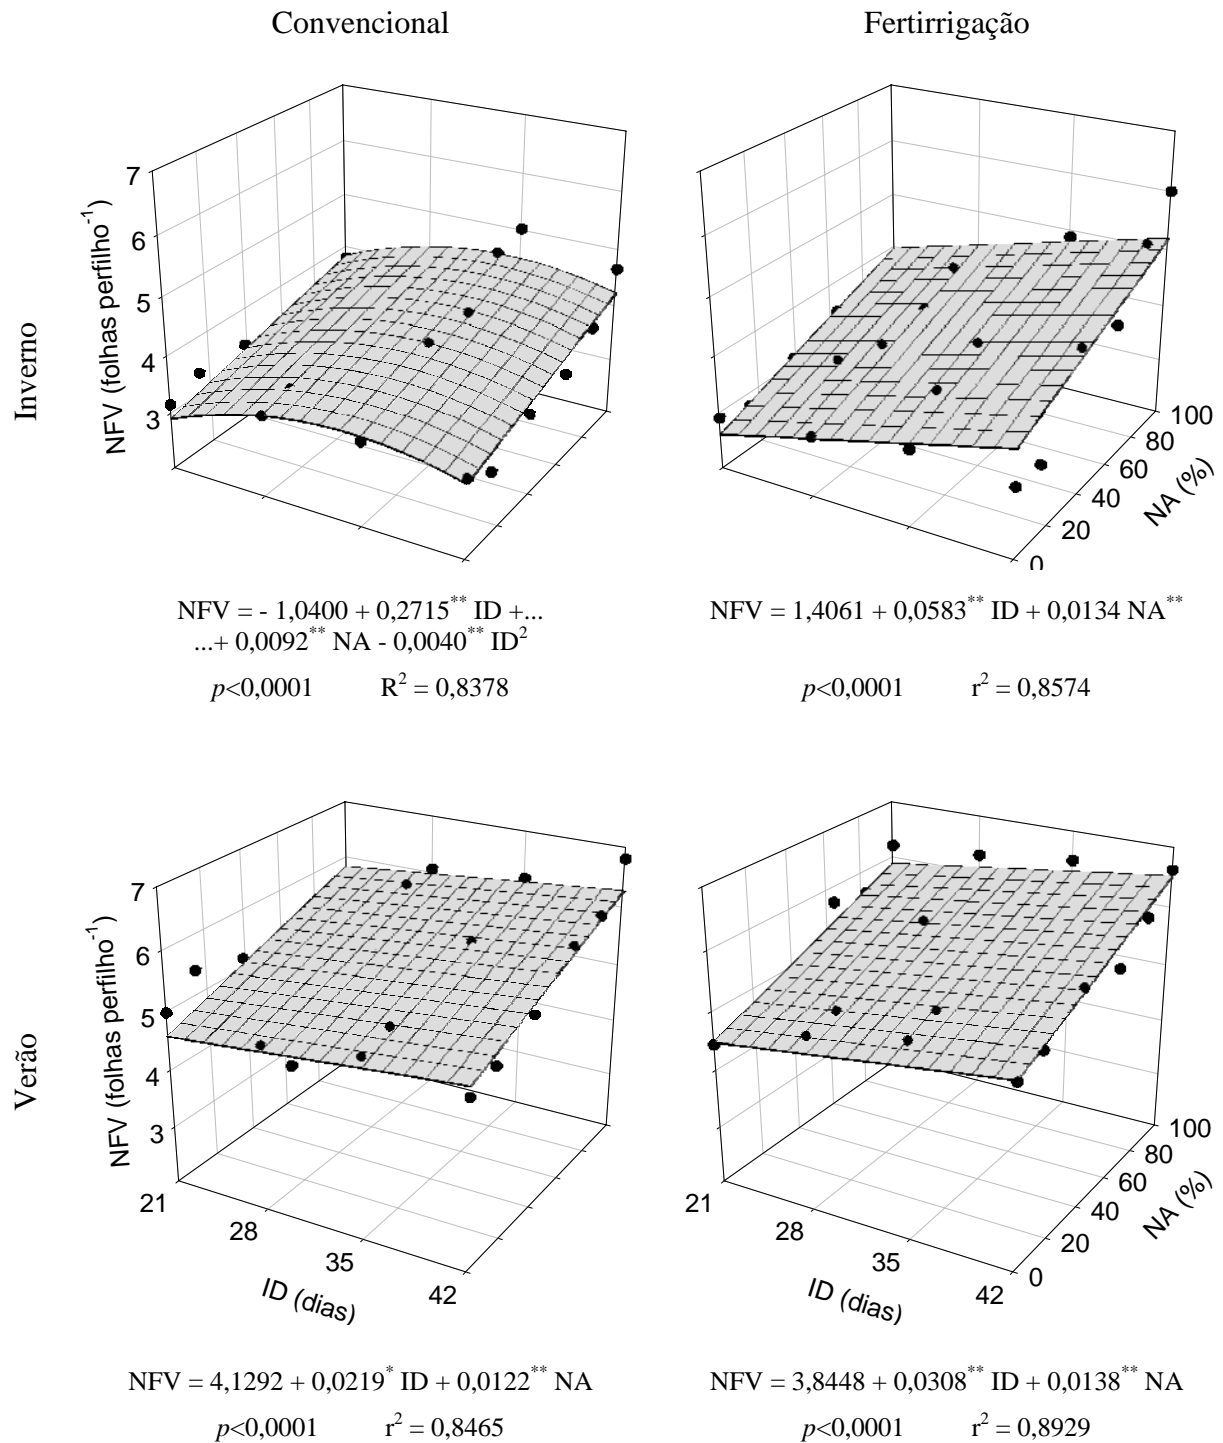 Convencional
Fertirrigação
Inverno
NFV (folhas perfilho⁻¹)
7
6
5
4
3
100
80
60
40
20
0
NA (%)
NFV = - 1,0400 + 0,2715** ID +...
...+ 0,0092** NA - 0,0040** ID²
p<0,0001 R² = 0,8378
NFV = 1,4061 + 0,0583** ID + 0,0134 NA**
p<0,0001 r² = 0,8574
Verão
NFV (folhas perfilho⁻¹)
7
6
5
4
3
21
28
35
42
ID (dias)
21
28
35
42
ID (dias)
100
80
60
40
20
0
NA (%)
NFV = 4,1292 + 0,0219* ID + 0,0122** NA
p<0,0001 r² = 0,8465
NFV = 3,8448 + 0,0308** ID + 0,0138** NA
p<0,0001 r² = 0,8929